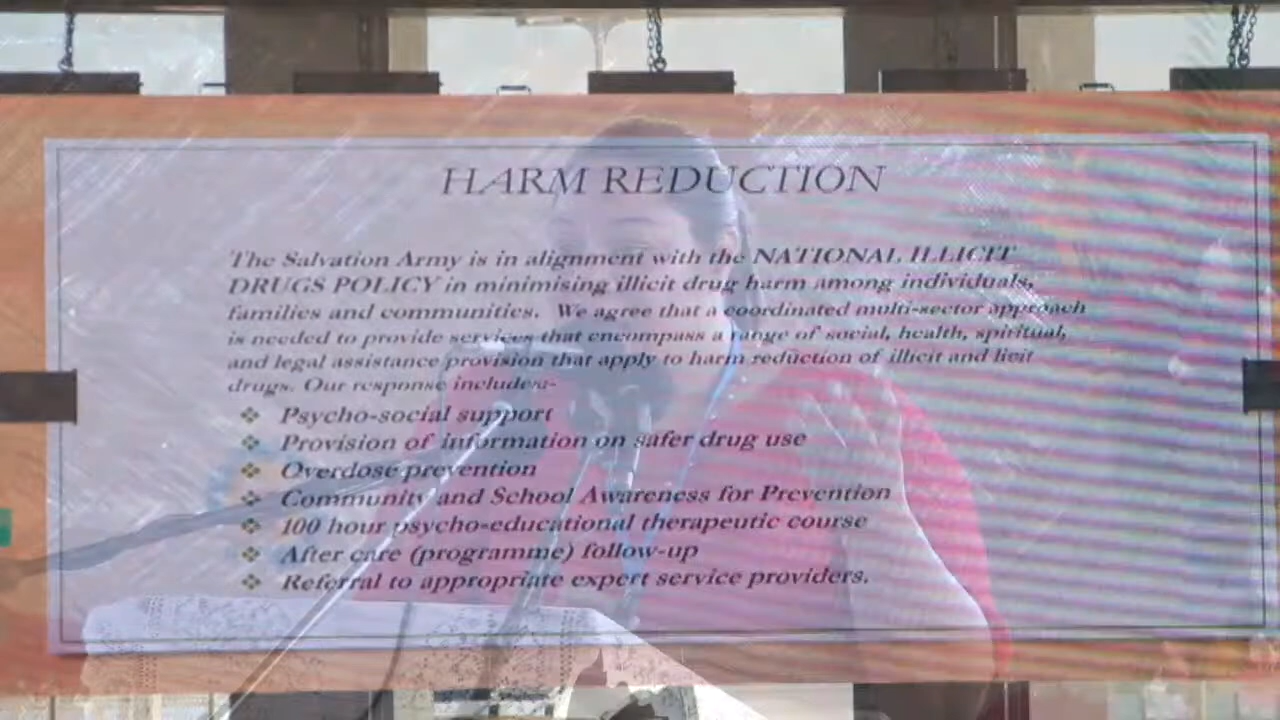 HARM REDUCTION
The Salvation Army is in alignment with the NATIONAL ILLICIT
DRUGS POLICY in minimising illicit drug harm among individuals,
families and communities. We agree that a coordinated multi-sector approach
is needed to provide services that encompass a range of social, health, spiritual,
and legal assistance provision that apply to harm reduction of illicit and licit
drugs. Our response includes:-
❖ Psycho-social support
❖ Provision of information on safer drug use
❖ Overdose prevention
❖ Community and School Awareness for Prevention
❖ 100 hour psycho-educational therapeutic course
❖ After care (programme) follow-up
❖ Referral to appropriate expert service providers.